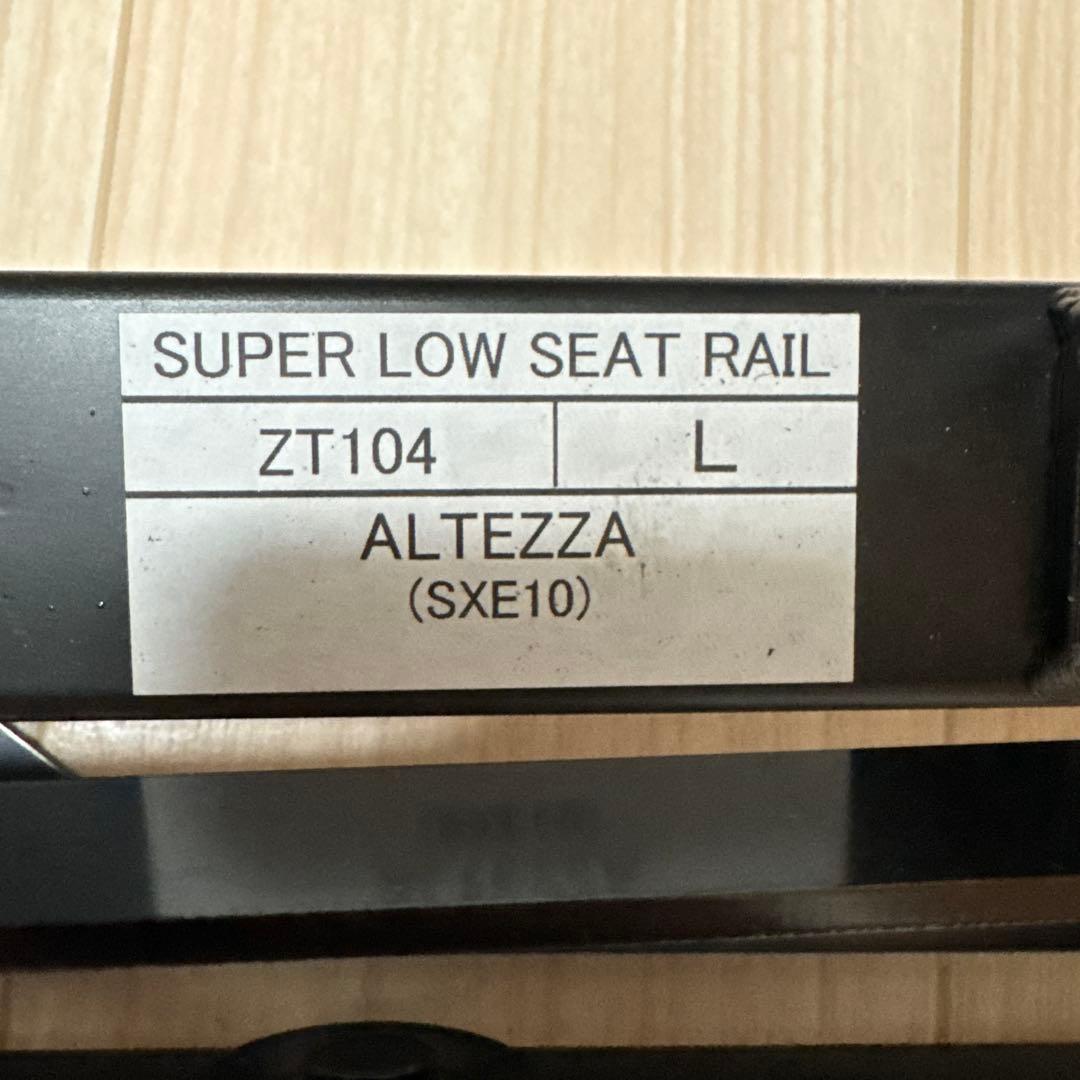 SUPER LOW SEAT RAIL
ZT104 L
ALTEZZA
(SXE10)